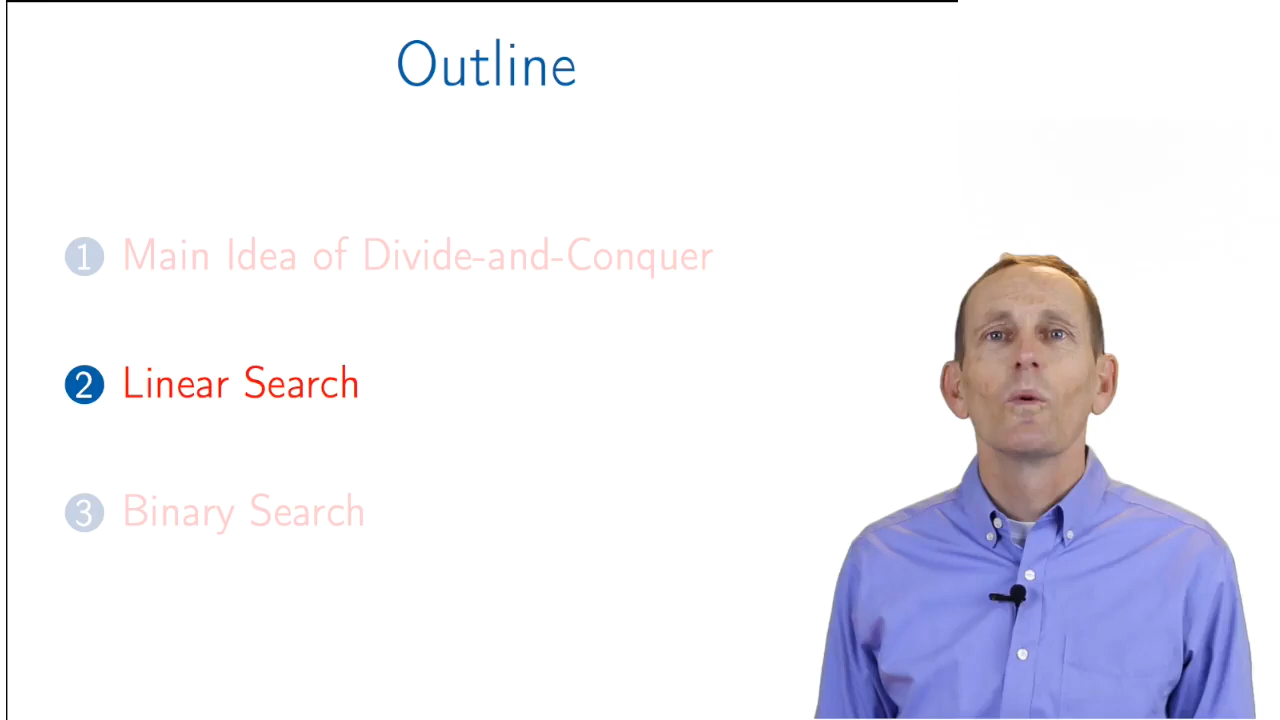 Outline
1 Main Idea of Divide-and-Conquer
2 Linear Search
3 Binary Search